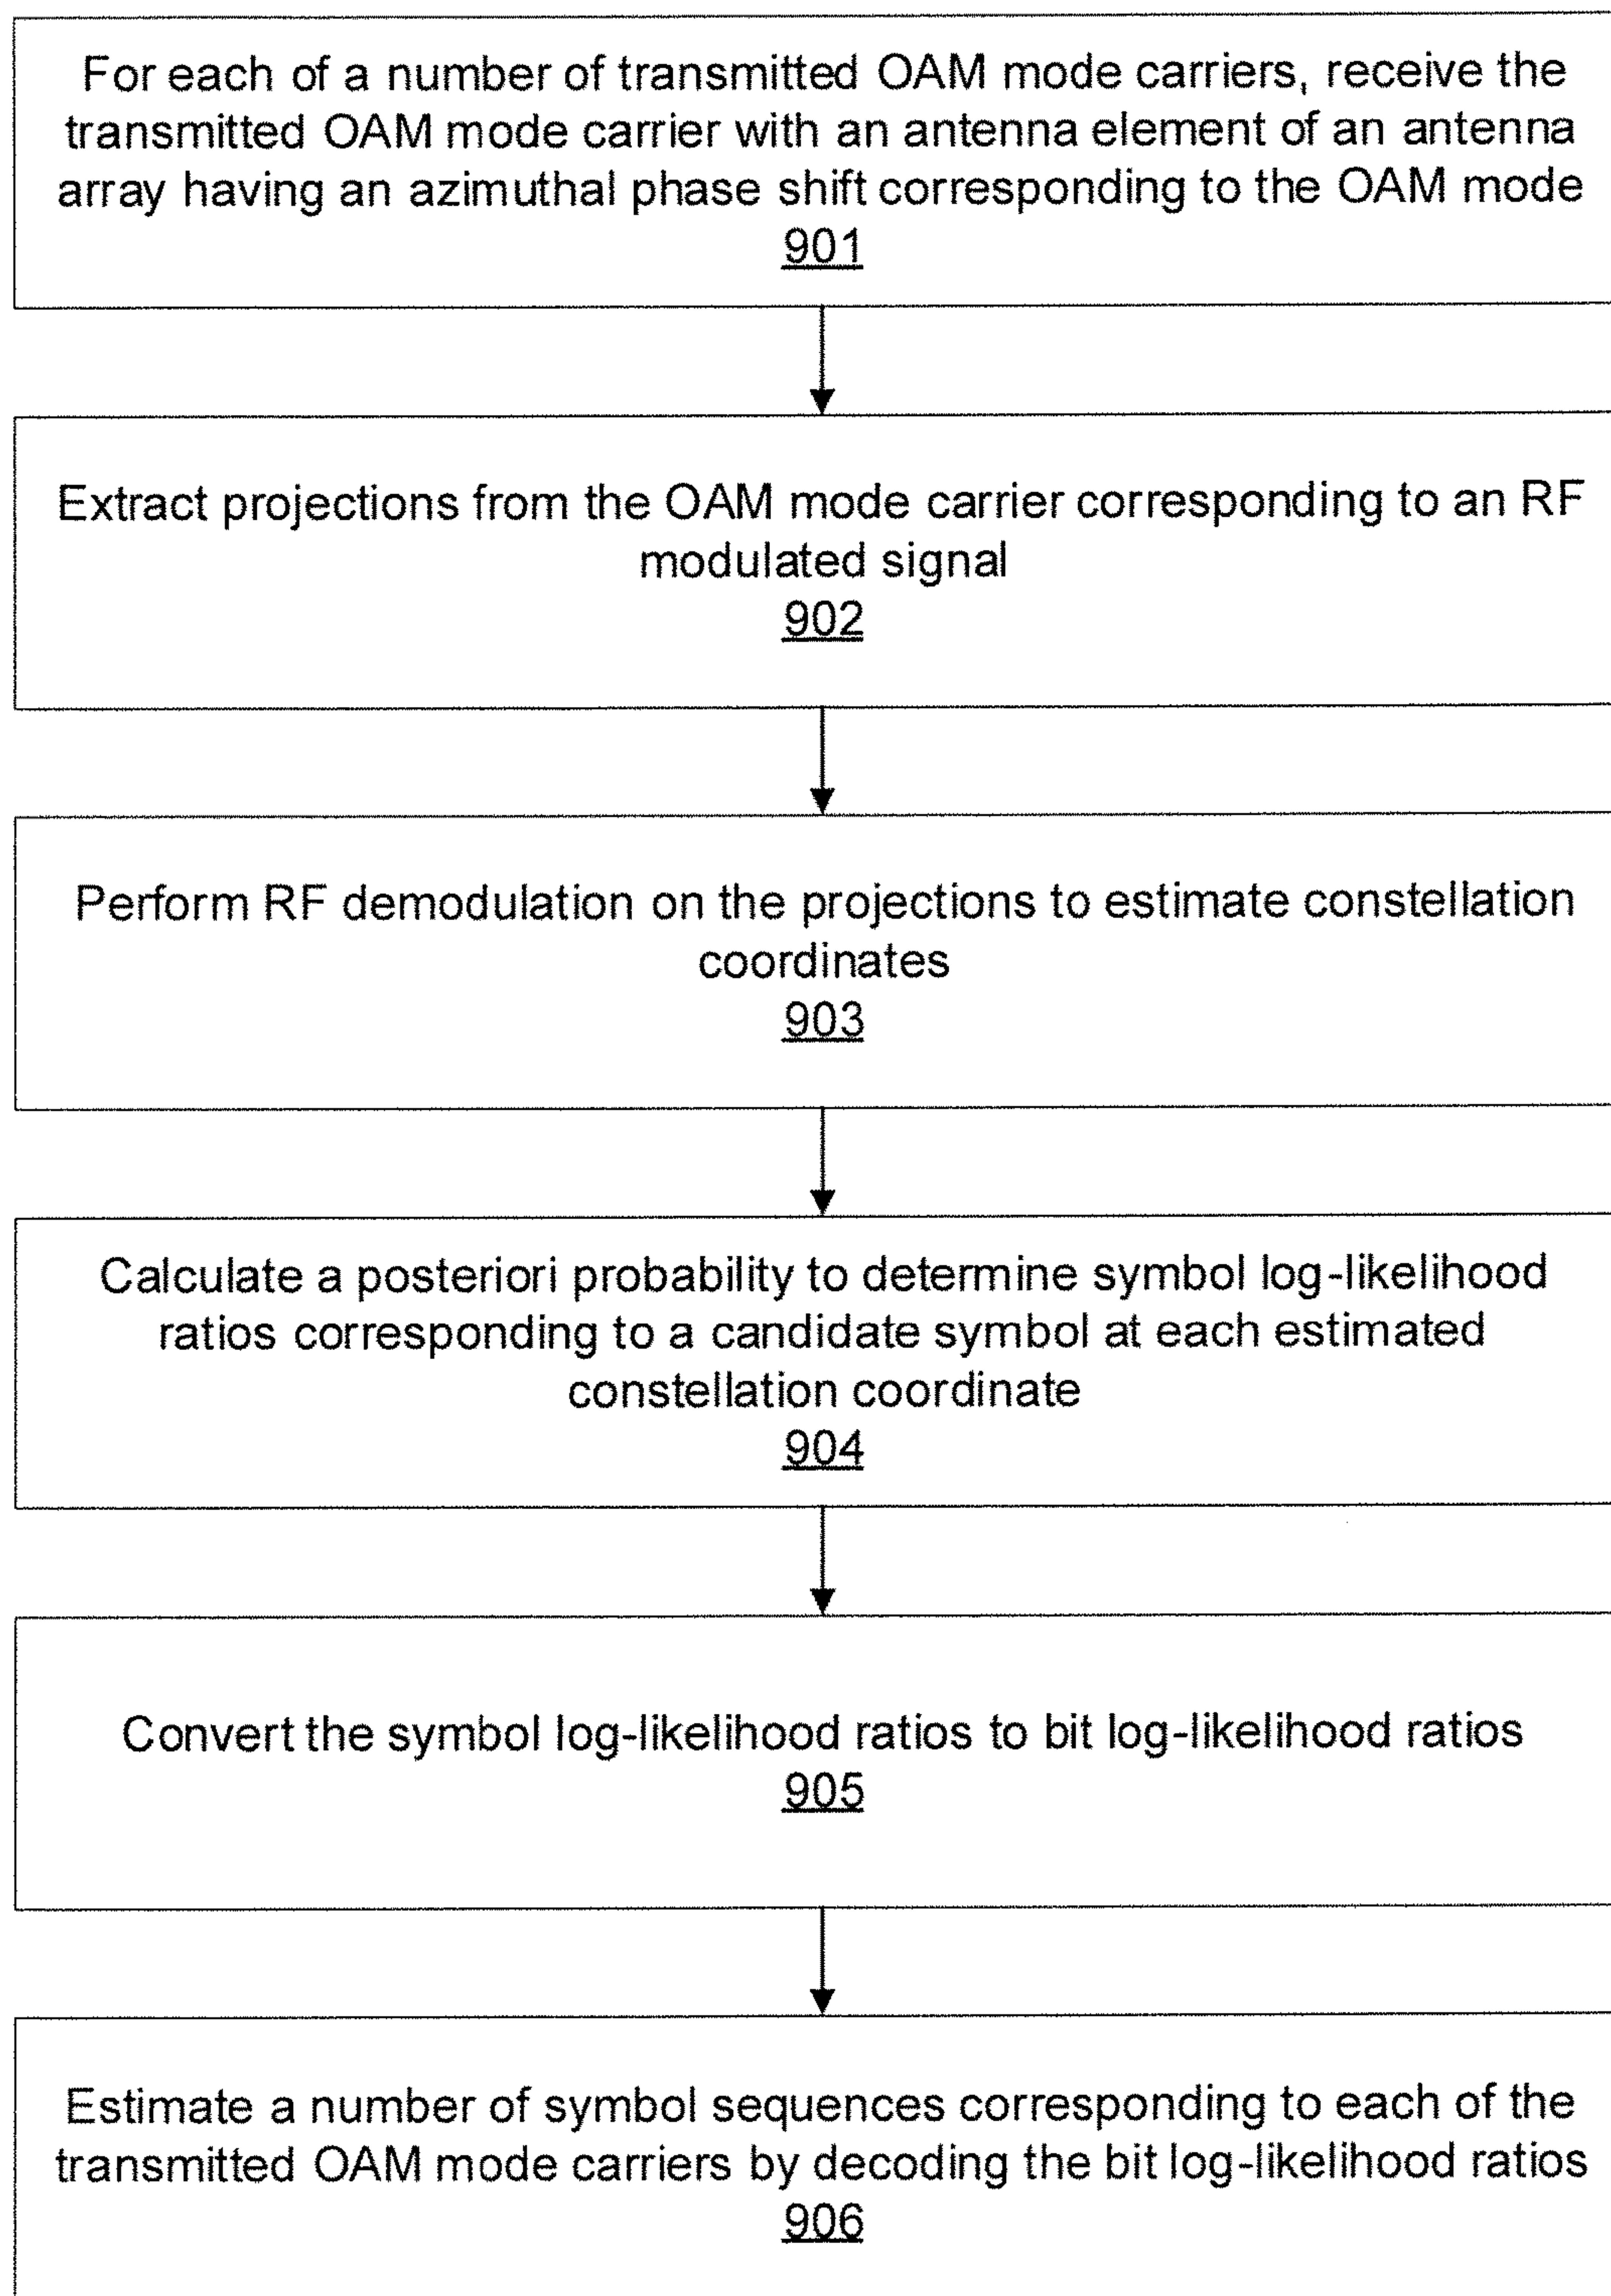 For each of a number of transmitted OAM mode carriers, receive the
transmitted OAM mode carrier with an antenna element of an antenna
array having an azimuthal phase shift corresponding to the OAM mode
901
Extract projections from the OAM mode carrier corresponding to an RF
modulated signal
902
Perform RF demodulation on the projections to estimate constellation
coordinates
903
Calculate a posteriori probability to determine symbol log-likelihood
ratios corresponding to a candidate symbol at each estimated
constellation coordinate
904
Convert the symbol log-likelihood ratios to bit log-likelihood ratios
905
Estimate a number of symbol sequences corresponding to each of the
transmitted OAM mode carriers by decoding the bit log-likelihood ratios
906